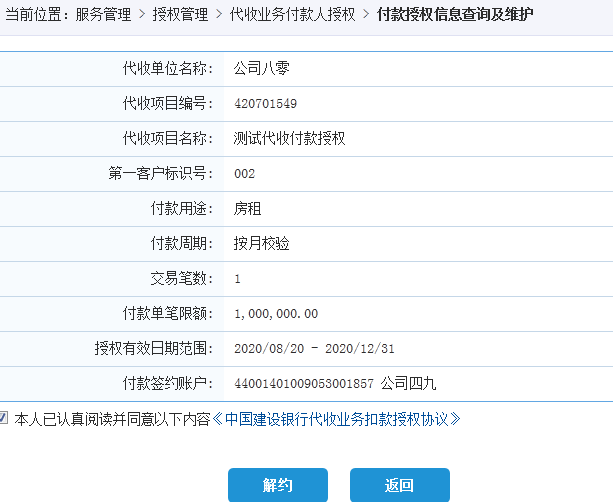 当前位置：服务管理 > 授权管理 > 代收业务付款人授权 > 付款授权信息查询及维护
代收单位名称： 公司八零
代收项目编号： 420701549
代收项目名称： 测试代收付款授权
第一客户标识号： 002
付款用途： 房租
付款周期： 按月校验
交易笔数： 1
付款单笔限额： 1,000,000.00
授权有效日期范围： 2020/08/20 - 2020/12/31
付款签约账户： 44001401009053001857 公司四九
本人已认真阅读并同意以下内容《中国建设银行代收业务扣款授权协议》
解约 返回